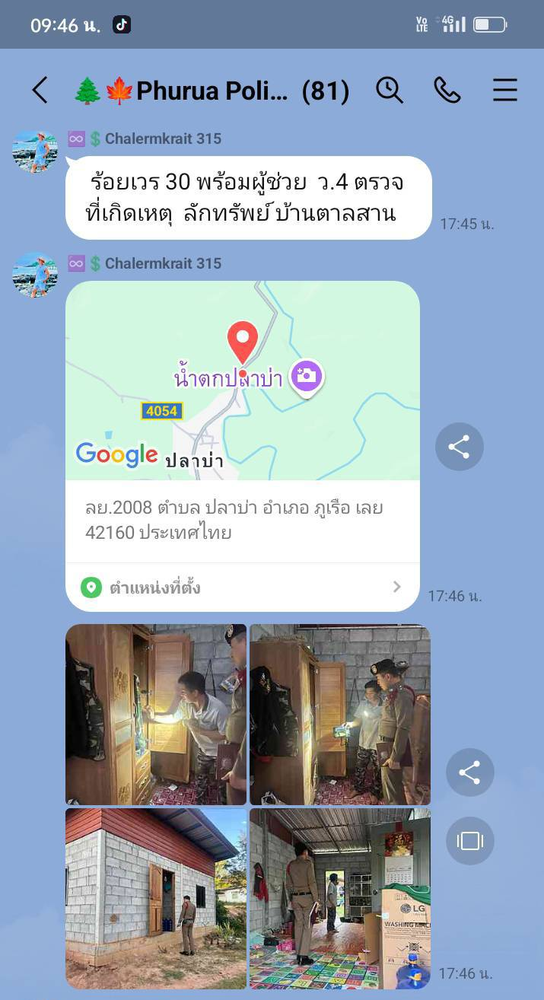 09:46 น.
Vo LTE 4G
🌲🍁Phurua Poli... (81)
♾️💲Chalermkrait 315
ร้อยเวร 30 พร้อมผู้ช่วย ว.4 ตรวจ
ที่เกิดเหตุ ลักทรัพย์ บ้านตาลสาน
17:45 น.
♾️💲Chalermkrait 315
น้ำตกปลาบ่า
4054
Google ปลาบ่า
ลย.2008 ตำบล ปลาบ่า อำเภอ ภูเรือ เลย
42160 ประเทศไทย
ตำแหน่งที่ตั้ง
17:46 น.
LG
WASHING MAC
17:46 น.